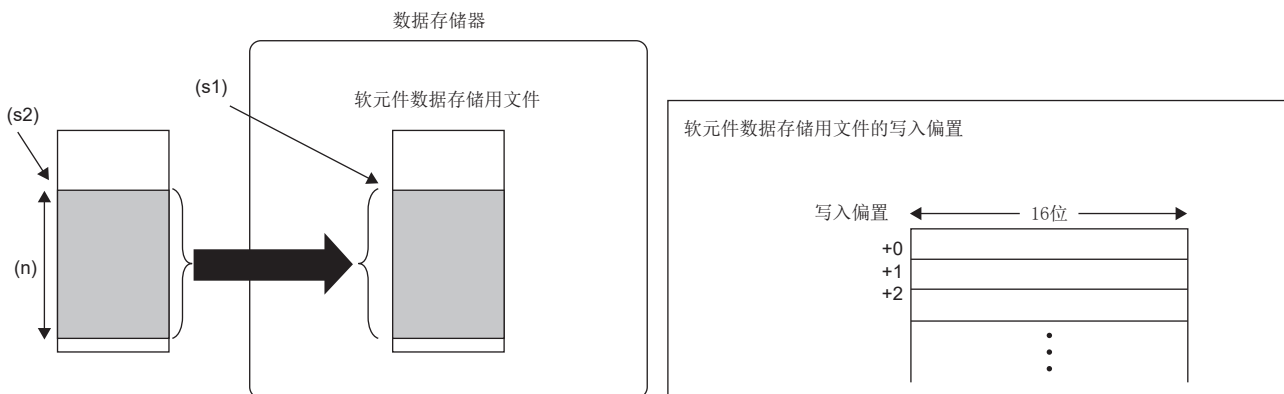 数据存储器
(s1)
软元件数据存储用文件
(s2)
(n)
软元件数据存储用文件的写入偏置
写入偏置
16位
+0
+1
+2